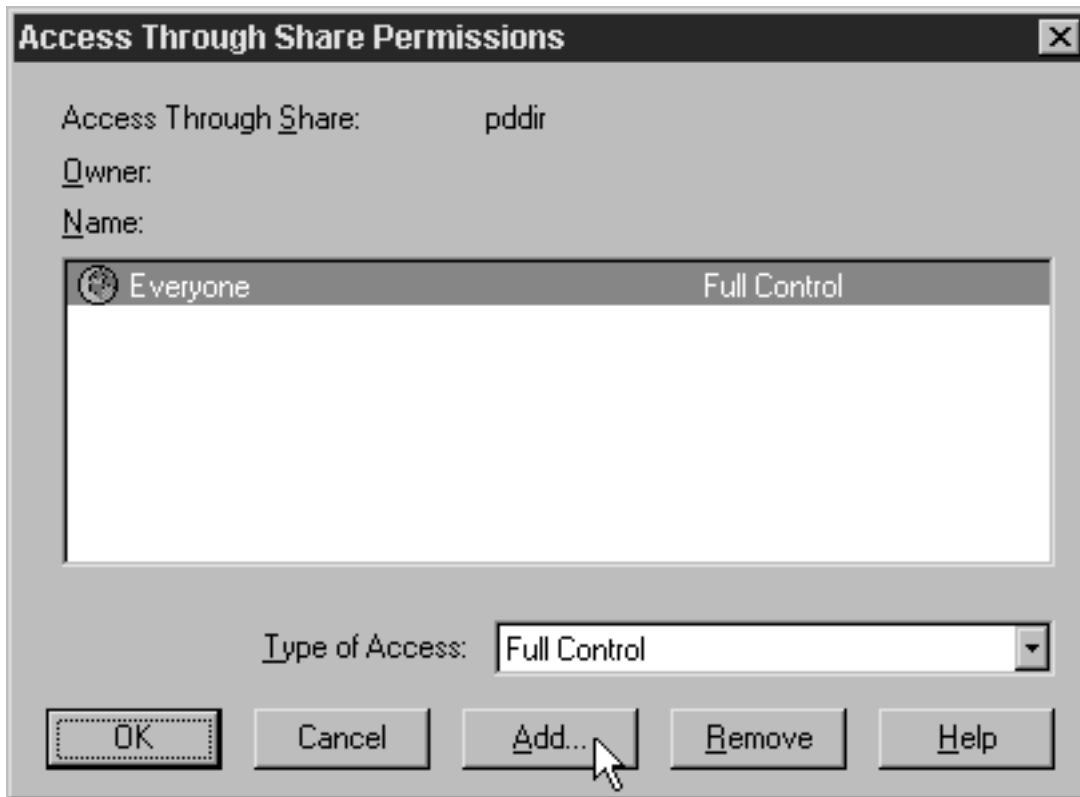 Access Through Share Permissions
Access Through Share: pddir
Owner:
Name:
Everyone Full Control
Type of Access: Full Control
OK Cancel Add... Remove Help